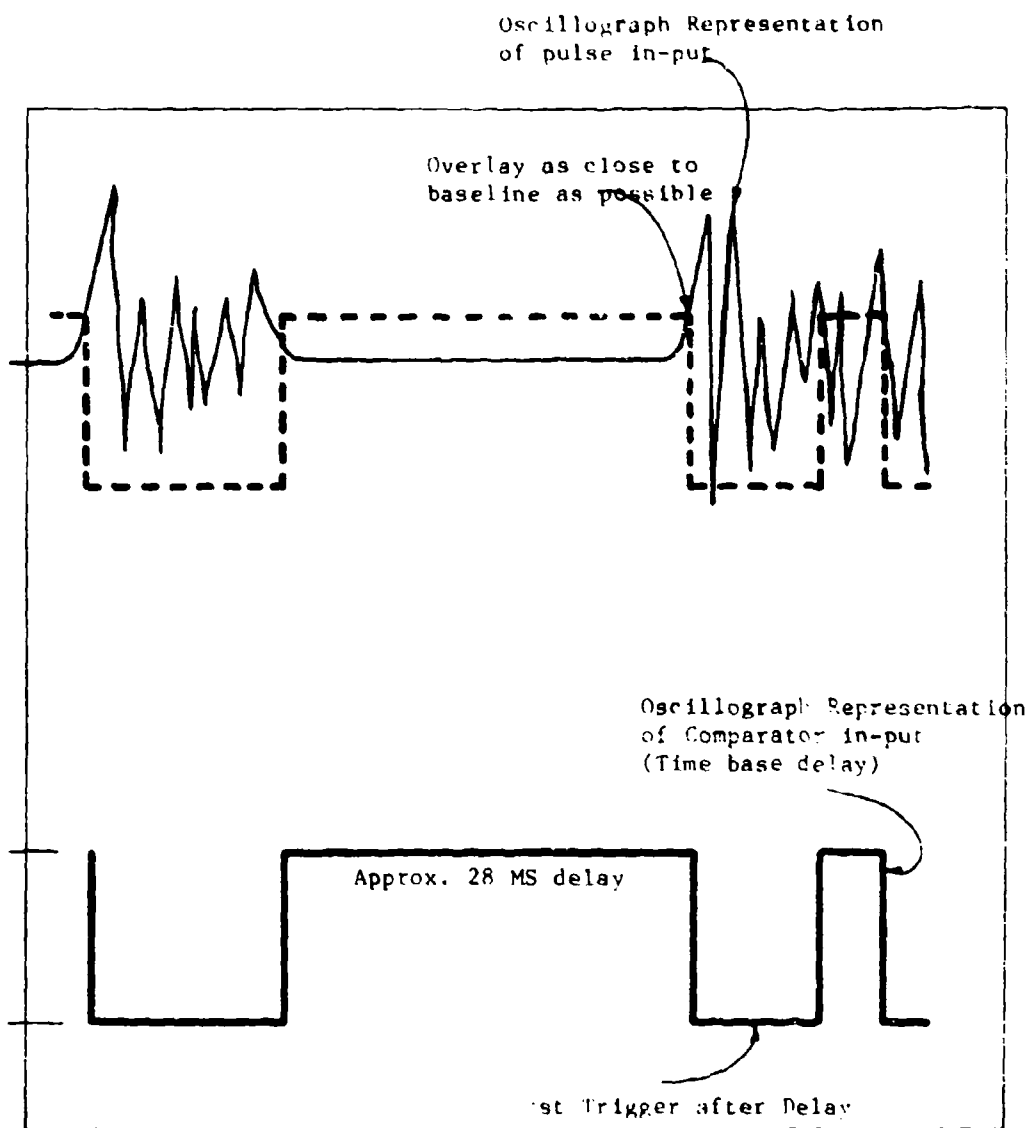 Oscillograph Representation
of pulse in-put
Overlay as close to
baseline as possible
Oscillograph Representation
of Comparator in-put
(Time base delay)
Approx. 28 MS delay
st Trigger after Delay